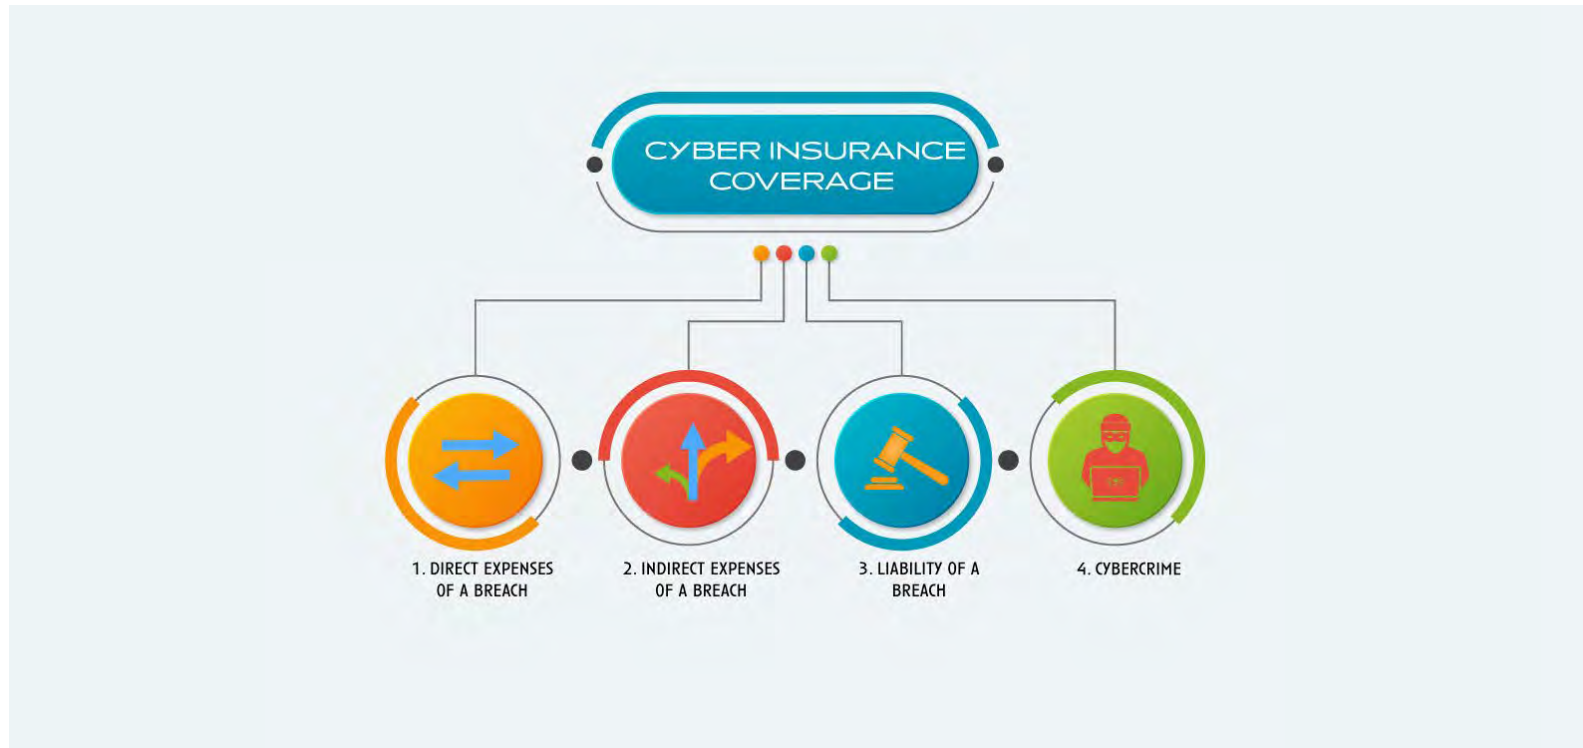 CYBER INSURANCE
COVERAGE
1. DIRECT EXPENSES
OF A BREACH
2. INDIRECT EXPENSES
OF A BREACH
3. LIABILITY OF A
BREACH
4. CYBERCRIME